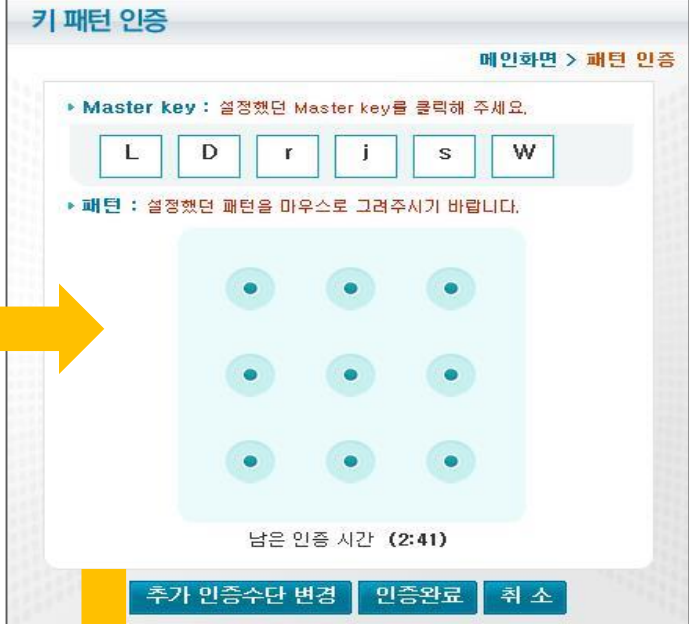 키 패턴 인증
메인화면 > 패턴 인증
Master key : 설정했던 Master key를 클릭해 주세요.
L D r j s W
패턴 : 설정했던 패턴을 마우스로 그려주시기 바랍니다.
남은 인증 시간 (2:41)
추가 인증수단 변경 인증완료 취 소